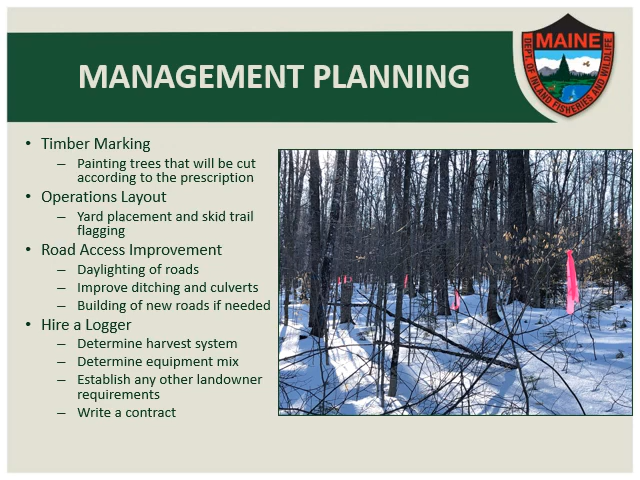 MANAGEMENT PLANNING
MAINE
DEPT. OF INLAND FISHERIES AND WILDLIFE
• Timber Marking
– Painting trees that will be cut
according to the prescription
• Operations Layout
– Yard placement and skid trail
flagging
• Road Access Improvement
– Daylighting of roads
– Improve ditching and culverts
– Building of new roads if needed
• Hire a Logger
– Determine harvest system
– Determine equipment mix
– Establish any other landowner
requirements
– Write a contract